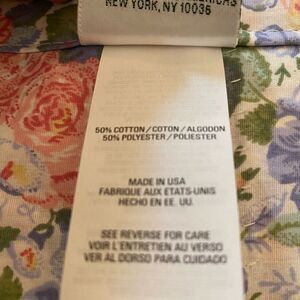 NEW YORK, NY 10036
50% COTTON/COTON/ALGODON
50% POLYESTER/POLIESTER
MADE IN USA
FABRIQUE AUX ETATS-UNIS
HECHO EN EE. UU.
SEE REVERSE FOR CARE
VOIR L'ENTRETIEN AU VERSO
VER AL DORSO PARA CUIDADO